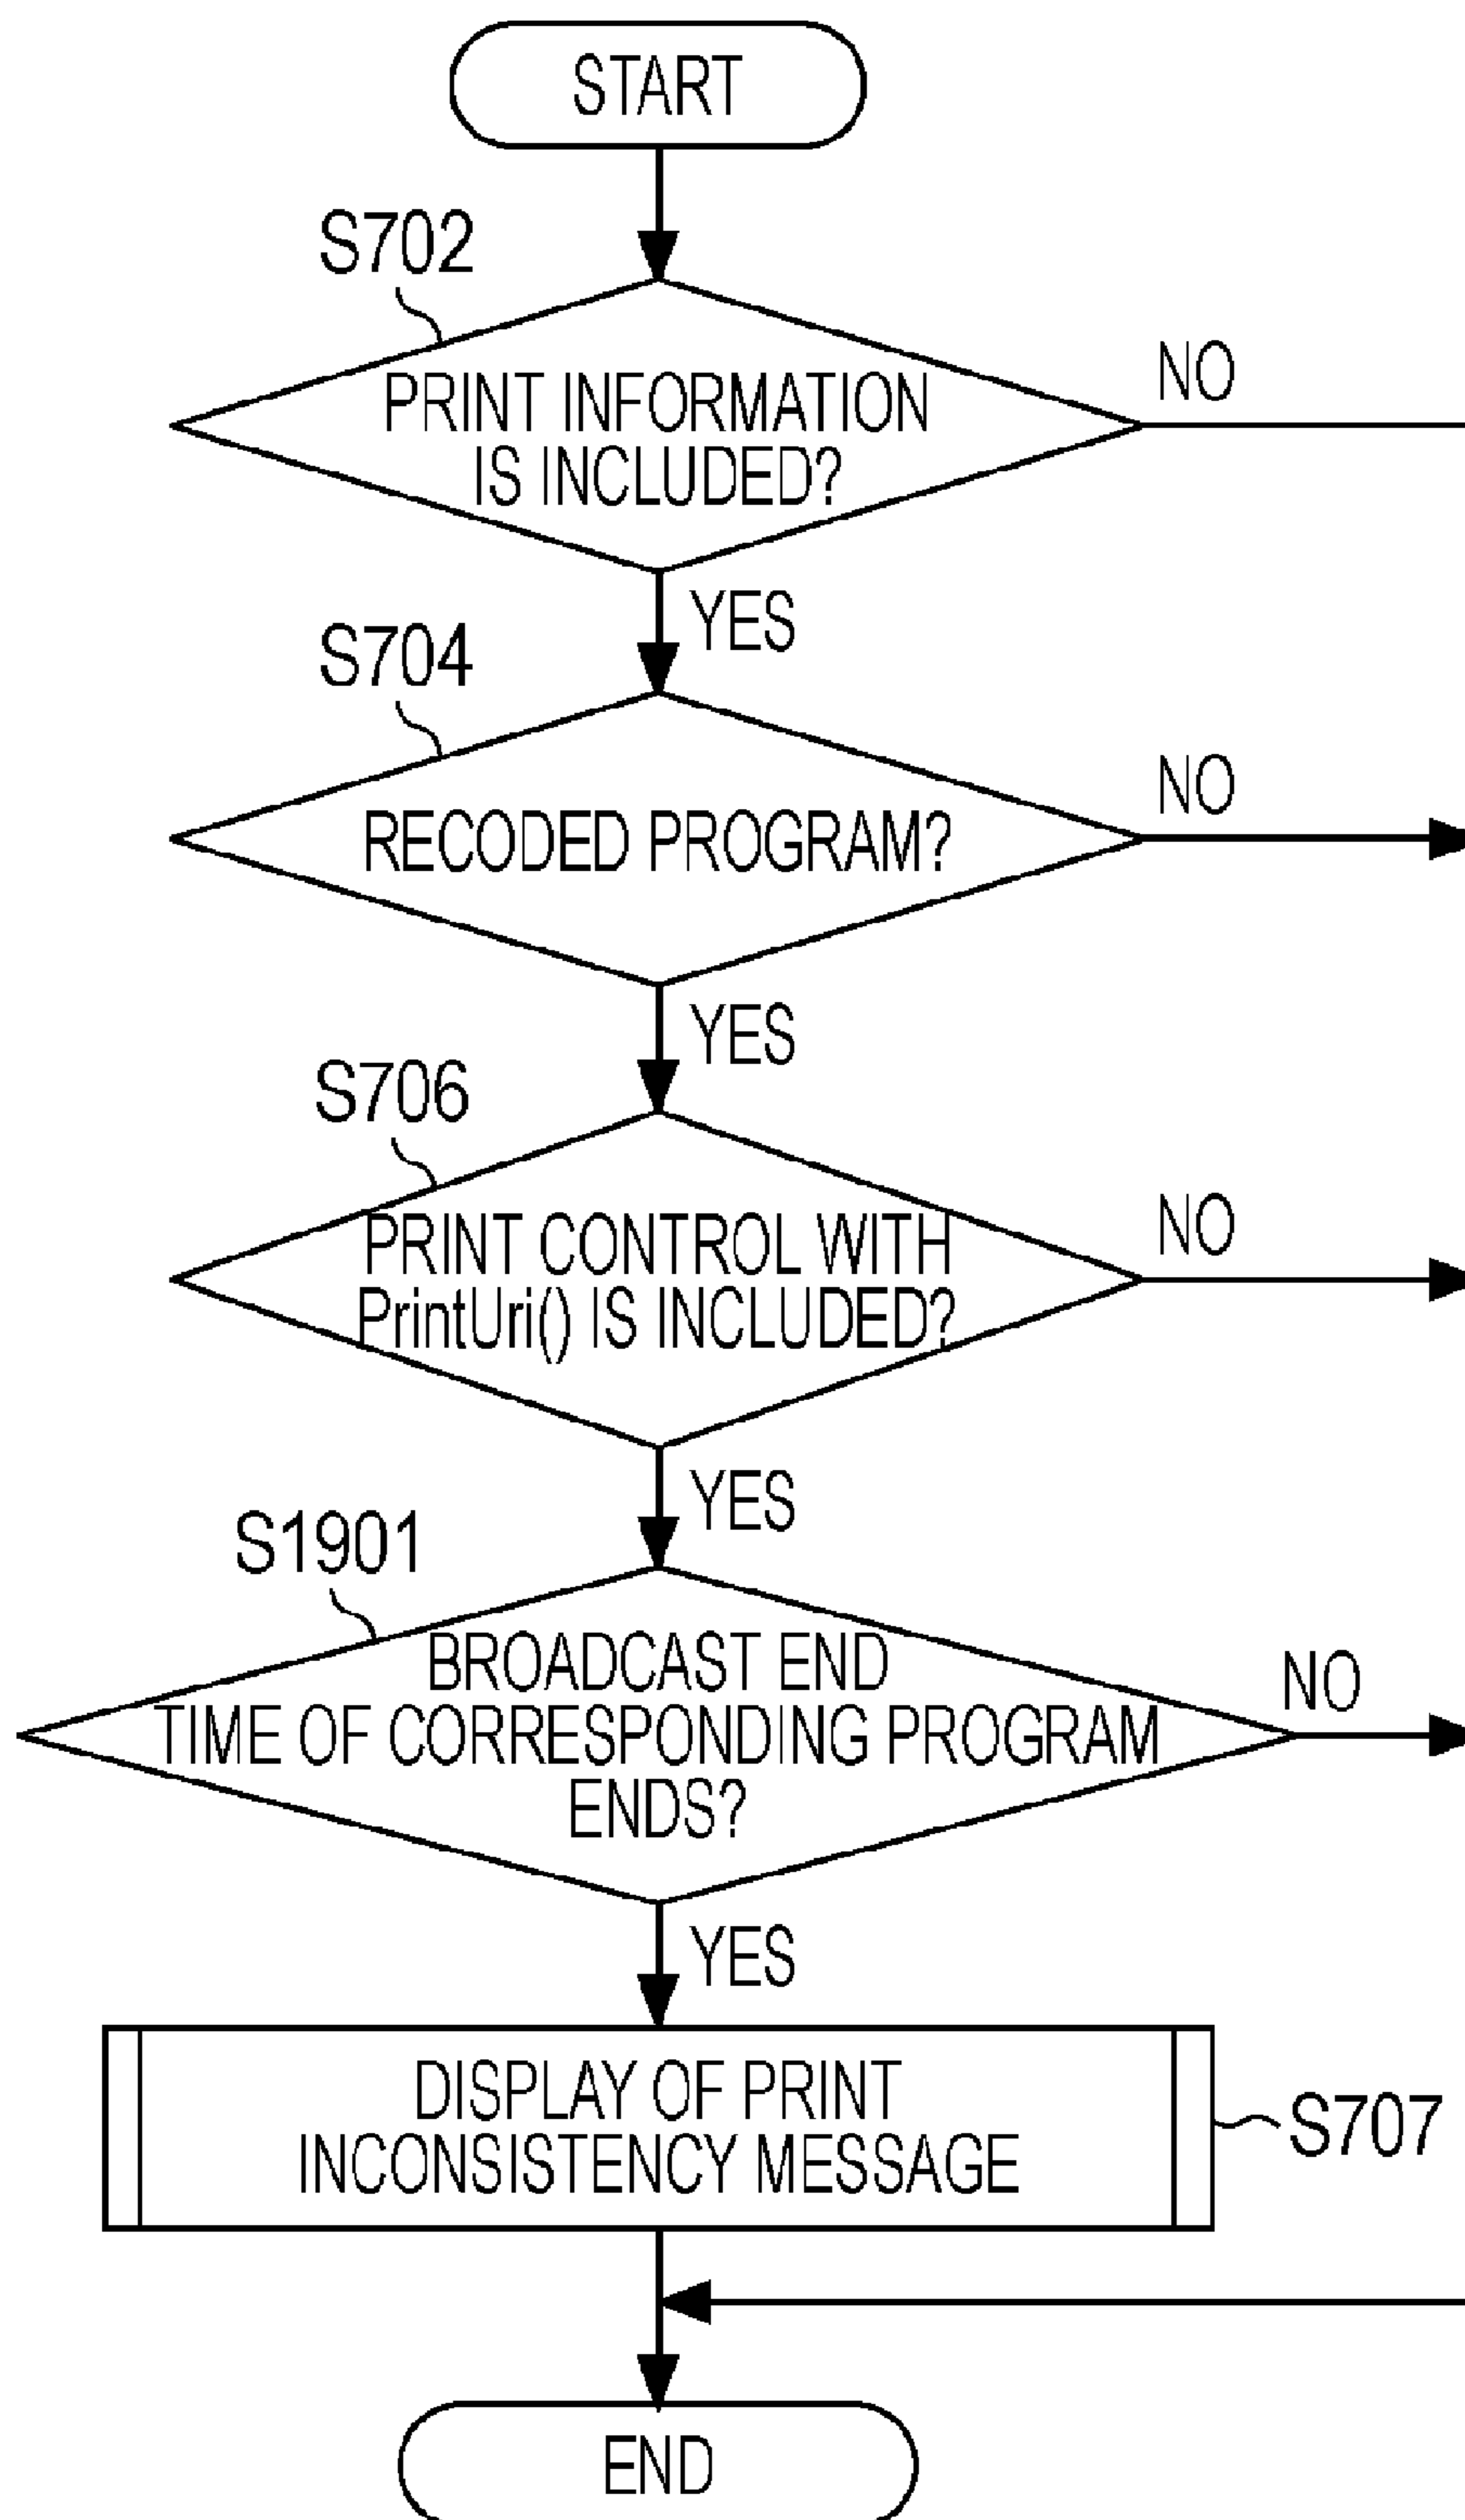 START
S702
PRINT INFORMATION
IS INCLUDED?
NO
YES
S704
RECODED PROGRAM?
NO
YES
S706
PRINT CONTROL WITH
PrintUri() IS INCLUDED?
NO
YES
S1901
BROADCAST END
TIME OF CORRESPONDING PROGRAM
ENDS?
NO
YES
DISPLAY OF PRINT
INCONSISTENCY MESSAGE
S707
END